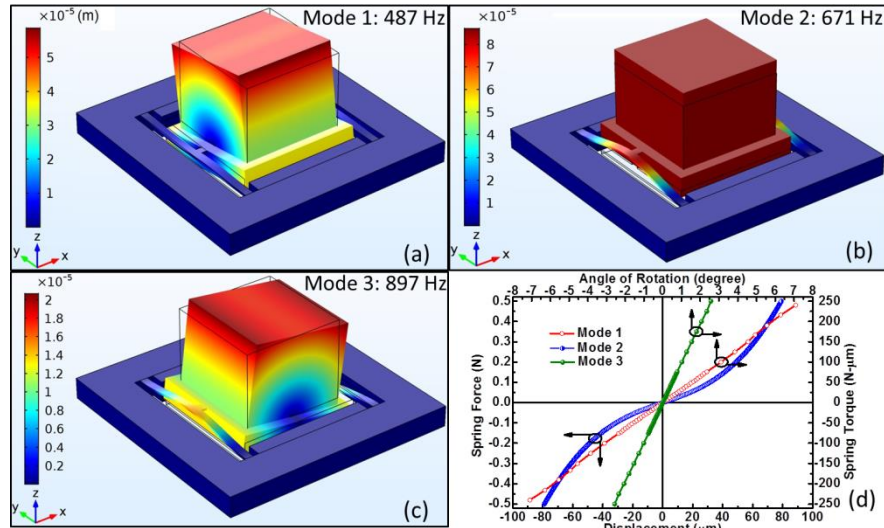 ×10⁻⁵ (m)
Mode 1: 487 Hz
5
4
3
2
1
z
y
x
(a)
×10⁻⁵
Mode 2: 671 Hz
8
7
6
5
4
3
2
1
z
y
x
(b)
×10⁻⁵
Mode 3: 897 Hz
2
1.8
1.6
1.4
1.2
1
0.8
0.6
0.4
0.2
z
y
x
(c)
Angle of Rotation (degree)
-8 -7 -6 -5 -4 -3 -2 -1 0 1 2 3 4 5 6 7 8
Spring Force (N)
0.5
0.4
0.3
0.2
0.1
0.0
-0.1
-0.2
-0.3
-0.4
-0.5
Mode 1
Mode 2
Mode 3
250
200
150
100
50
0
50
100
150
200
250
Spring Torque (N-μm)
(d)
-100 -80 -60 -40 -20 0 20 40 60 80 100
Displacement (μm)